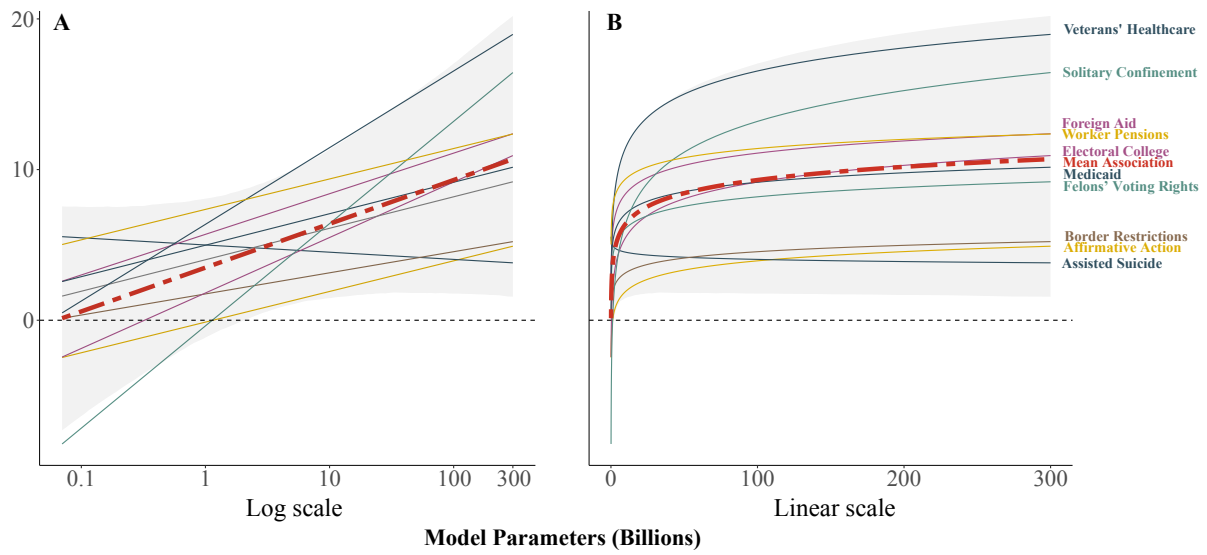 A
B
20
10
0
0.1
1
10
100
300
Log scale
0
100
200
300
Linear scale
Model Parameters (Billions)
Veterans' Healthcare
Solitary Confinement
Foreign Aid
Worker Pensions
Electoral College
Mean Association
Medicaid
Felons' Voting Rights
Border Restrictions
Affirmative Action
Assisted Suicide